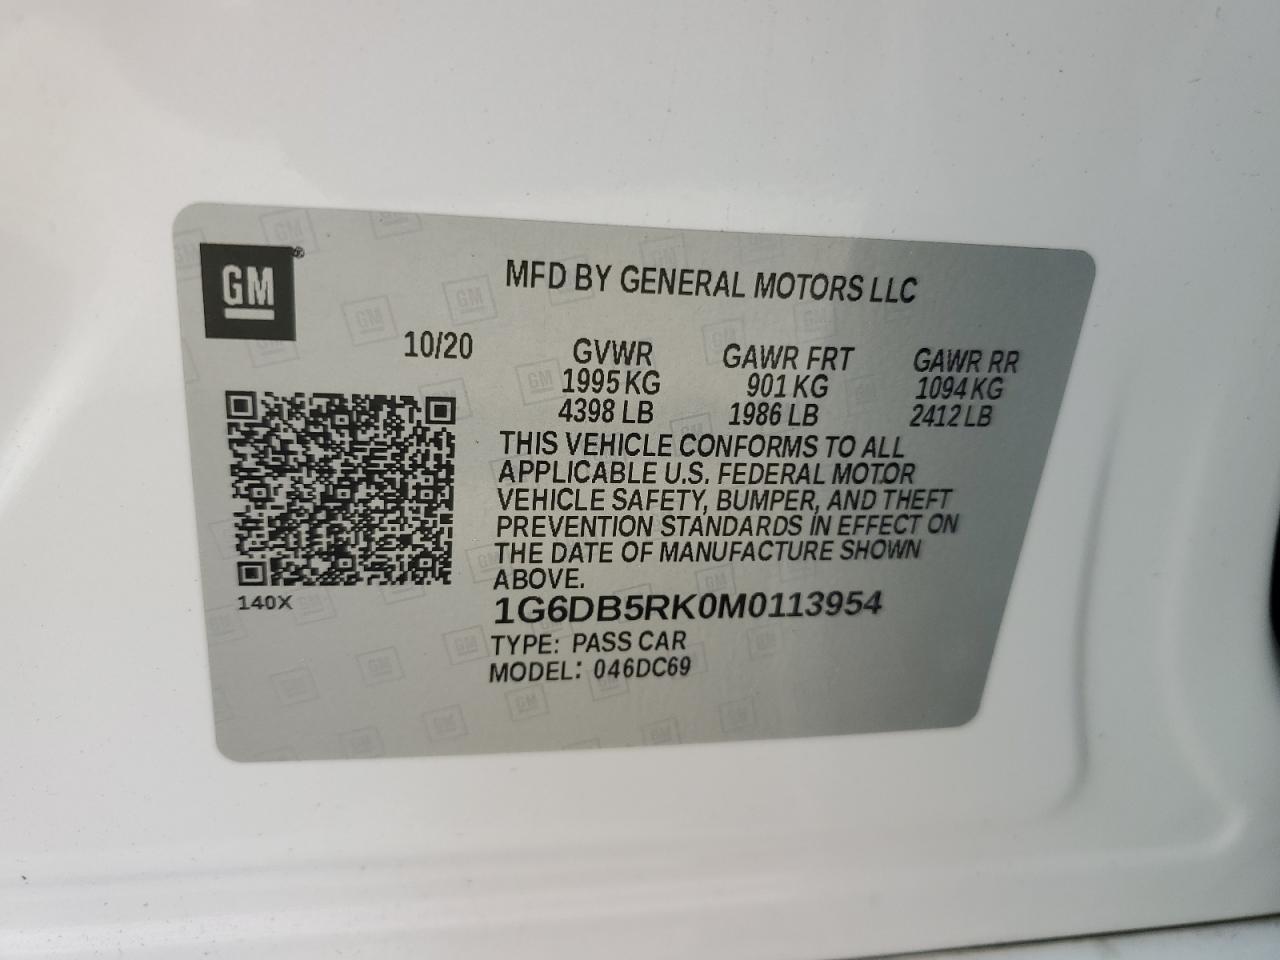 GM®
MFD BY GENERAL MOTORS LLC
10/20
GVWR GAWR FRT GAWR RR
1995 KG 901 KG 1094 KG
4398 LB 1986 LB 2412 LB
THIS VEHICLE CONFORMS TO ALL
APPLICABLE U.S. FEDERAL MOTOR
VEHICLE SAFETY, BUMPER, AND THEFT
PREVENTION STANDARDS IN EFFECT ON
THE DATE OF MANUFACTURE SHOWN
ABOVE.
140X
1G6DB5RK0M0113954
TYPE: PASS CAR
MODEL: 046DC69